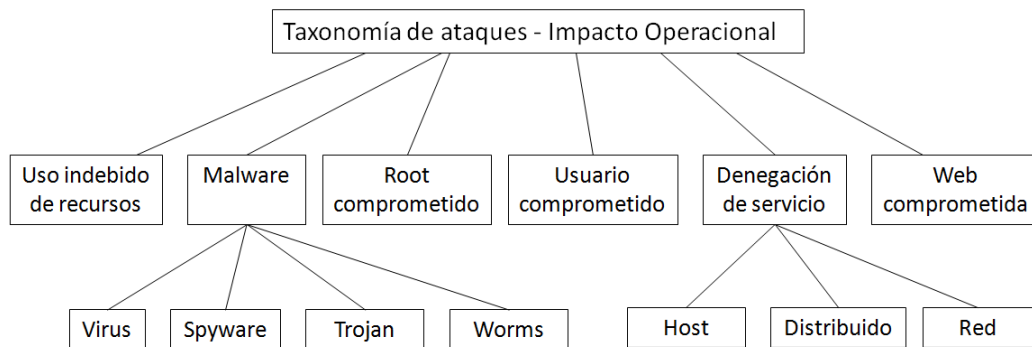 Taxonomía de ataques - Impacto Operacional
Uso indebido
de recursos
Malware
Root
comprometido
Usuario
comprometido
Denegación
de servicio
Web
comprometida
Virus
Spyware
Trojan
Worms
Host
Distribuido
Red